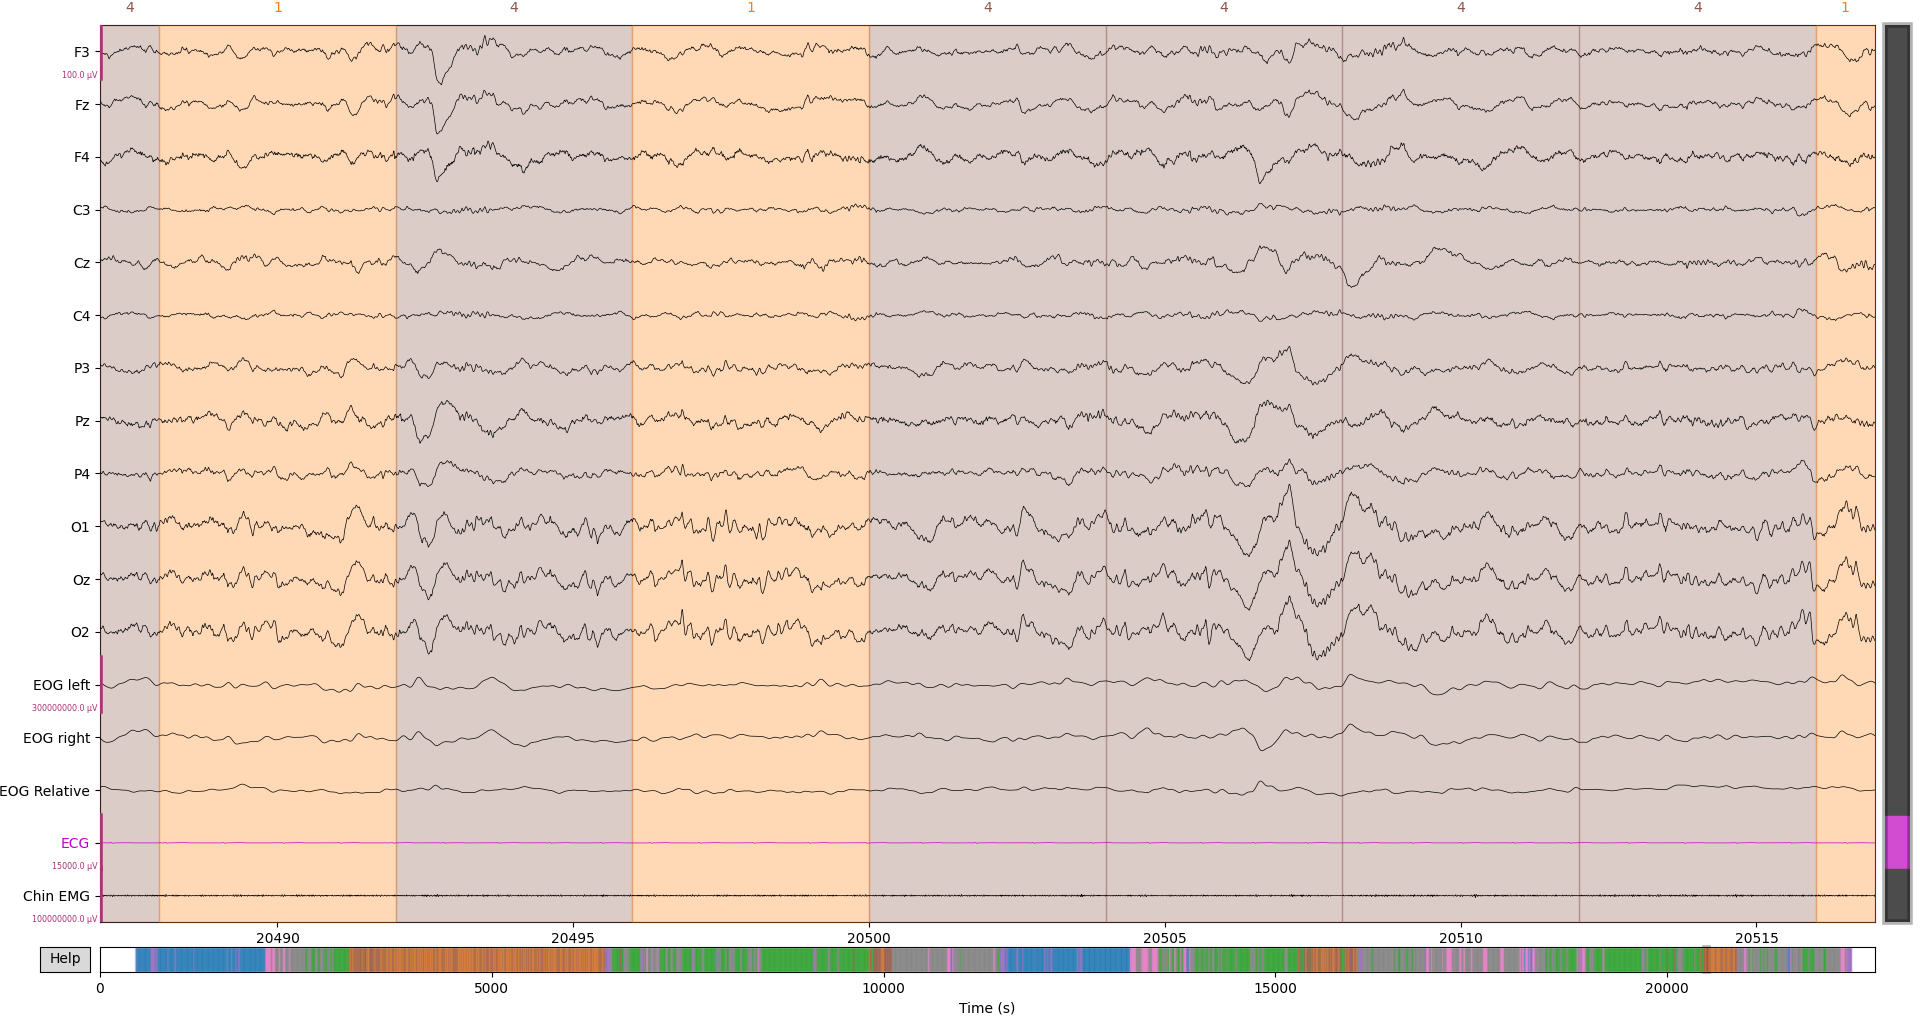 4 1 4 1 4 4 4 4 1
F3
100.0 µV
Fz
F4
C3
Cz
C4
P3
Pz
P4
O1
Oz
O2
EOG left
300000000.0 µV
EOG right
EOG Relative
ECG
15000.0 µV
Chin EMG
100000000.0 µV
20490 20495 20500 20505 20510 20515
Help
0 5000 10000 15000 20000
Time (s)